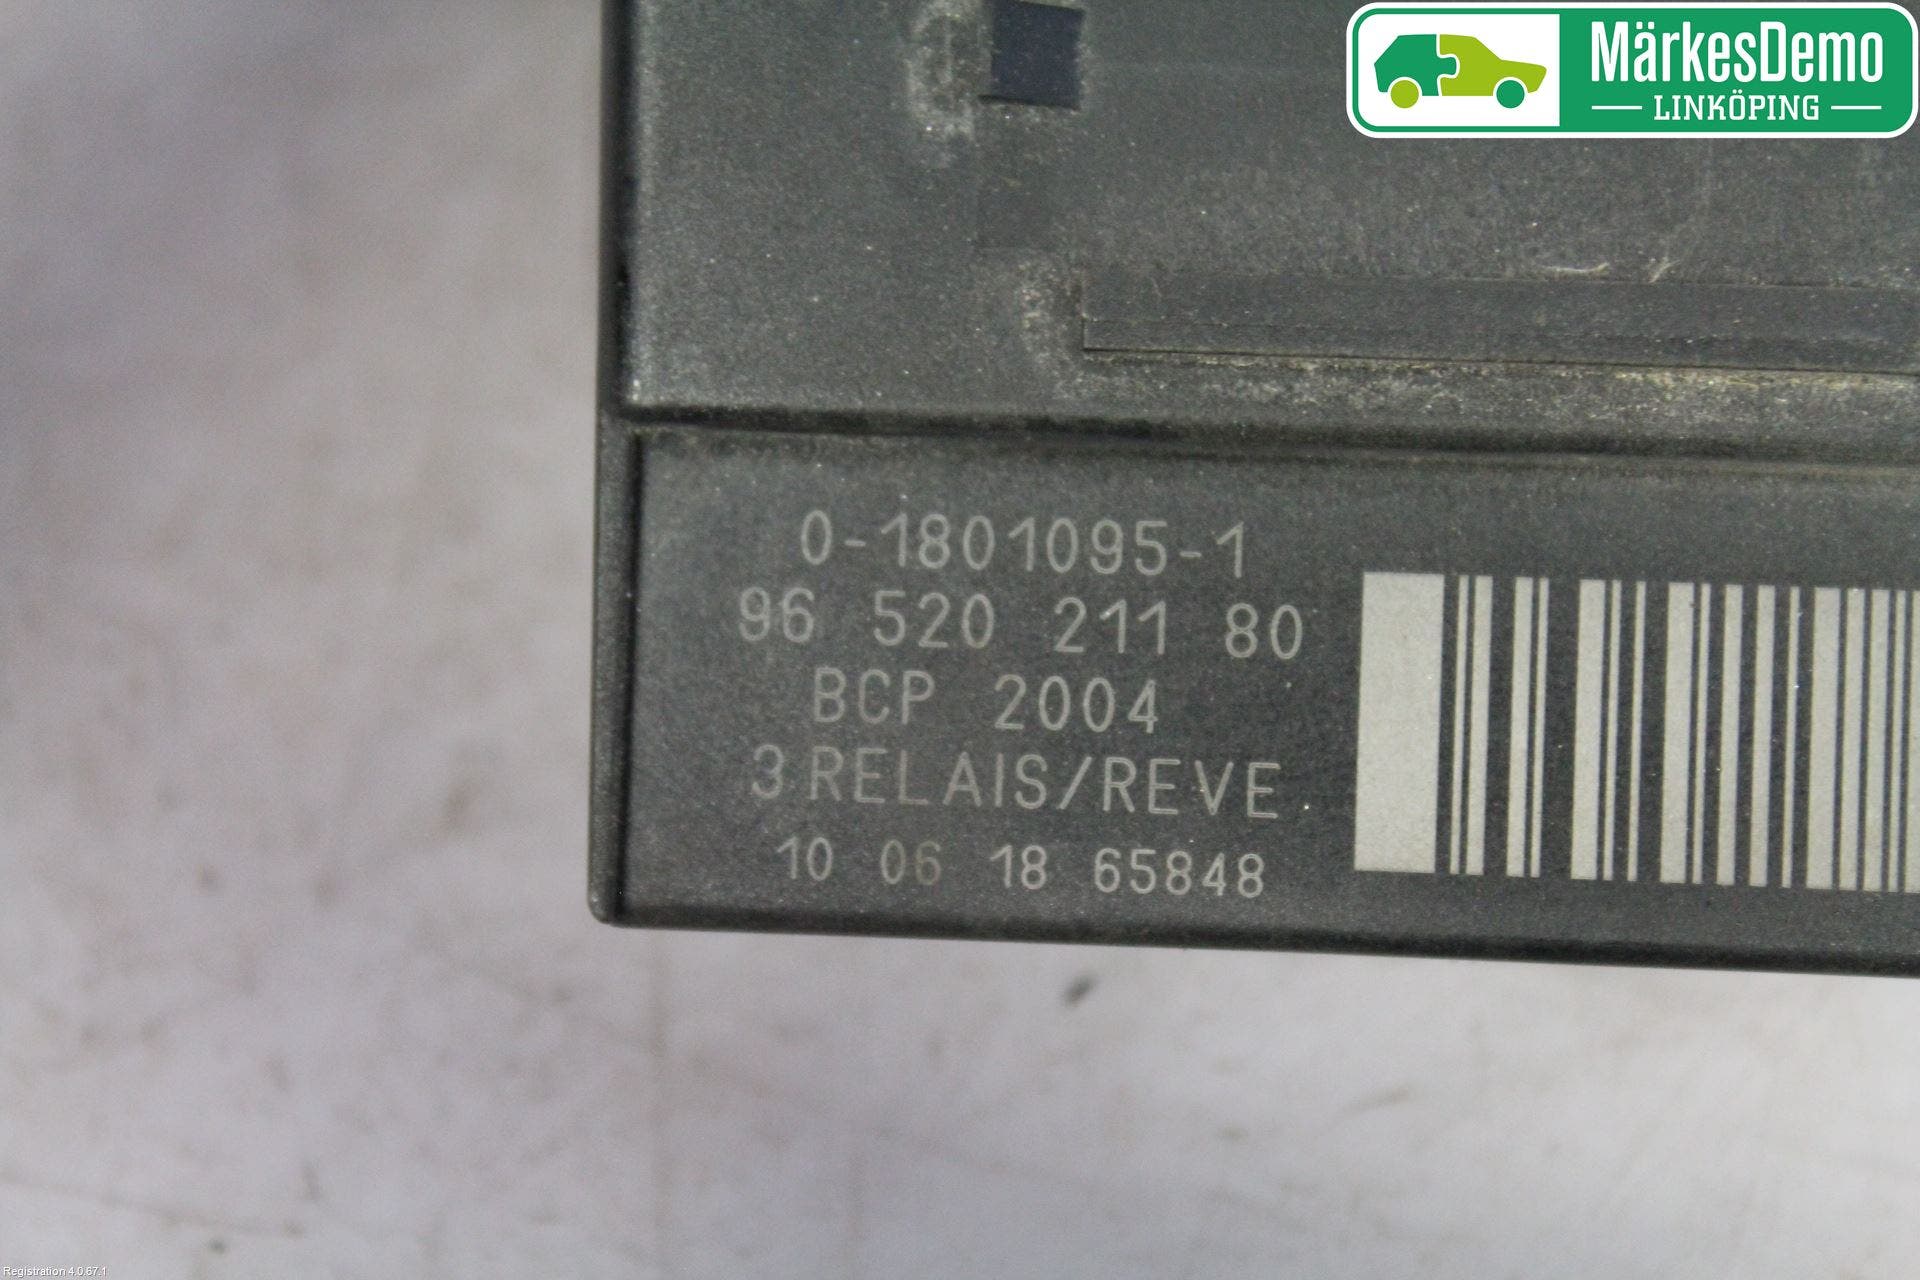 MärkesDemo
LINKÖPING
0-1801095-1
96 520 211 80
BCP 2004
3 RELAIS/REVE
10 06 18 65848
Registration 4.0.67.1